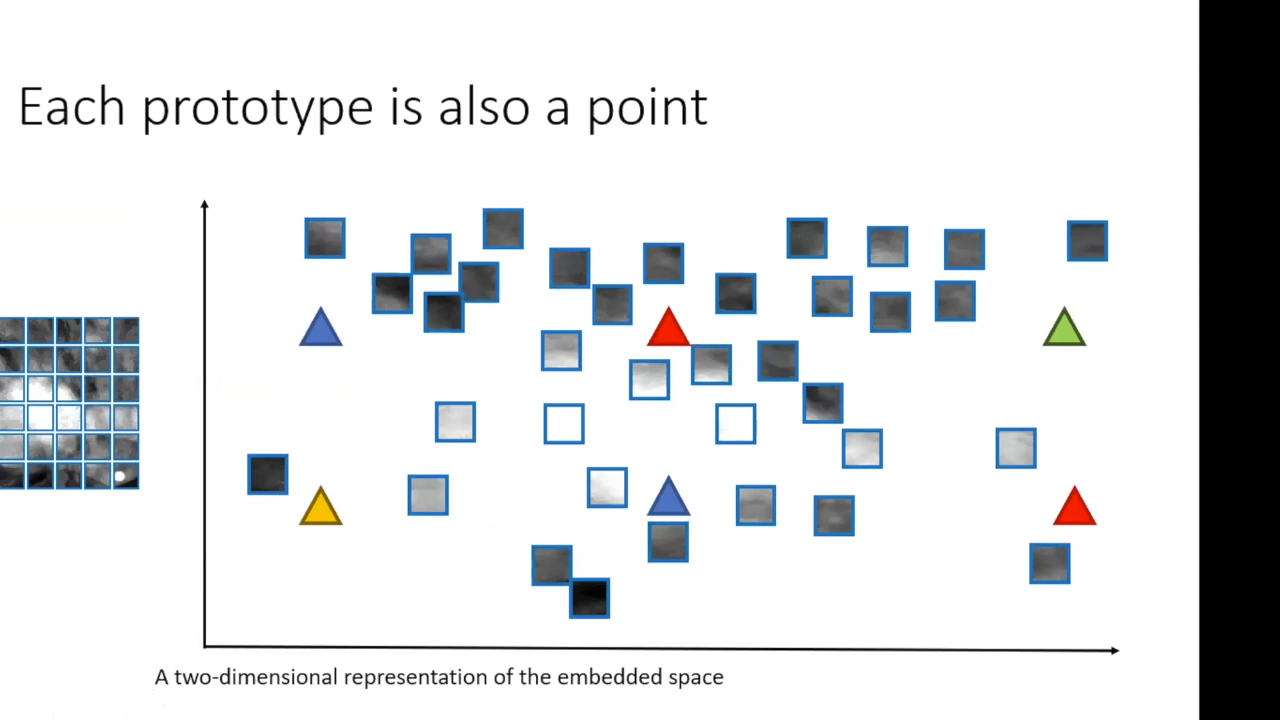 Each prototype is also a point
A two-dimensional representation of the embedded space